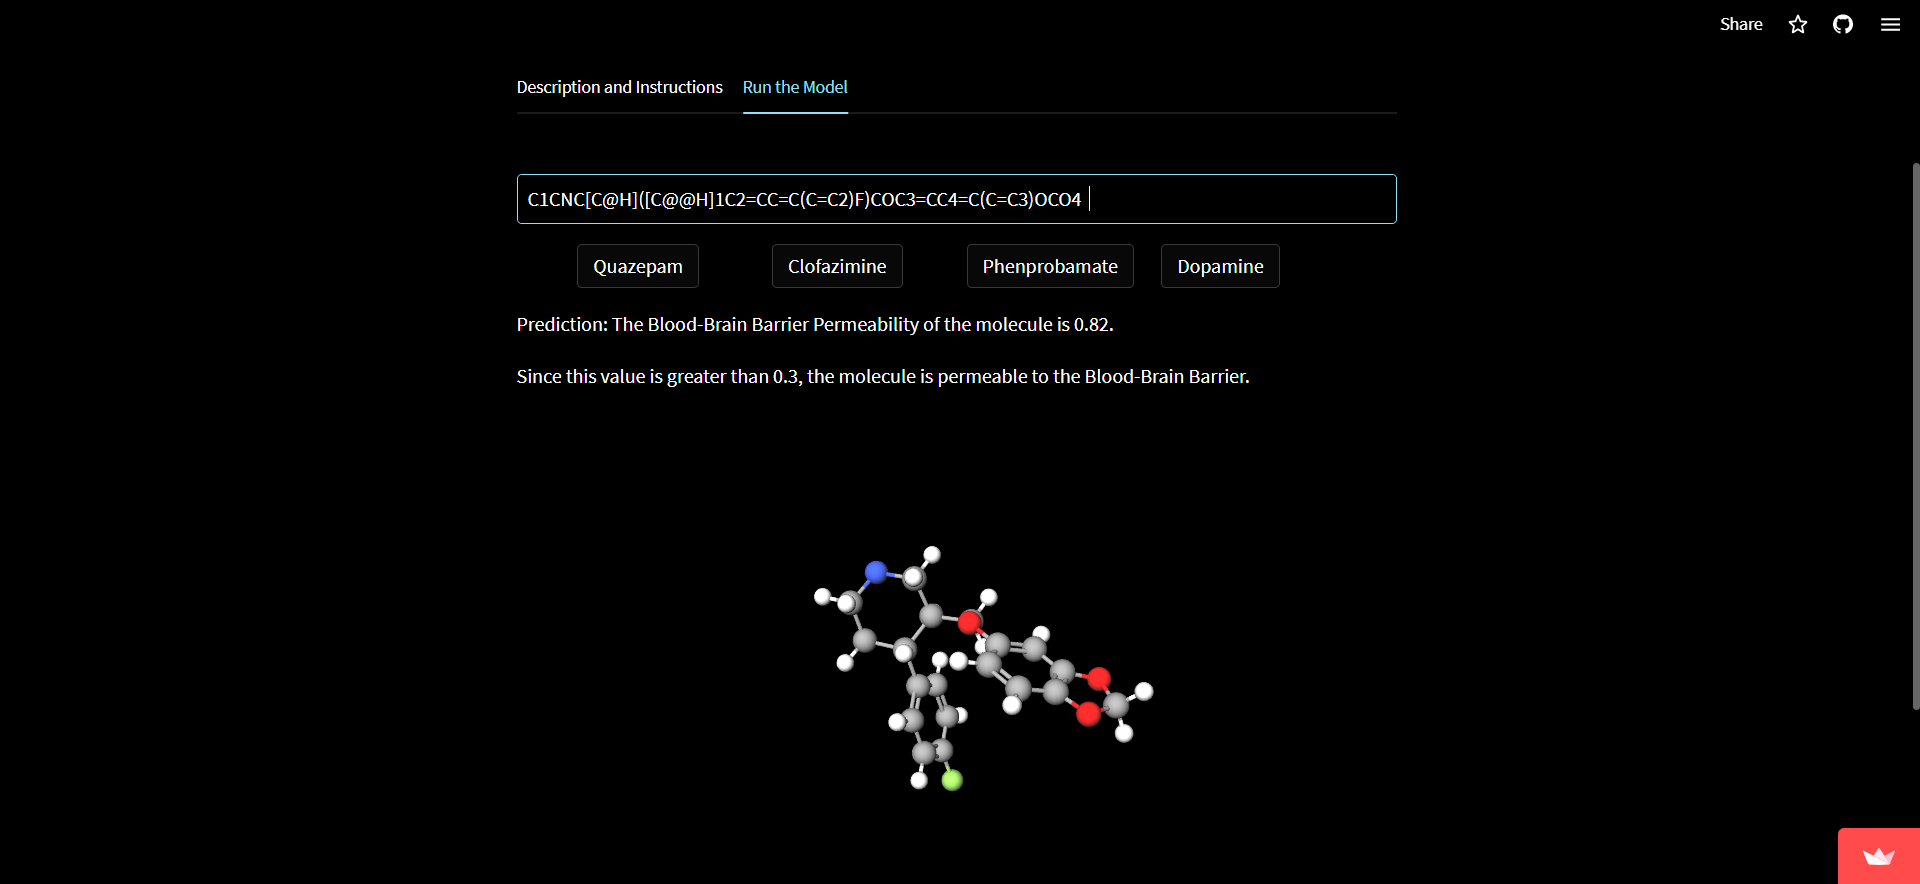 Share
Description and Instructions Run the Model
C1CNC[C@H]([C@@H]1C2=CC=C(C=C2)F)COC3=CC4=C(C=C3)OCO4
Quazepam Clofazimine Phenprobamate Dopamine
Prediction: The Blood-Brain Barrier Permeability of the molecule is 0.82.
Since this value is greater than 0.3, the molecule is permeable to the Blood-Brain Barrier.